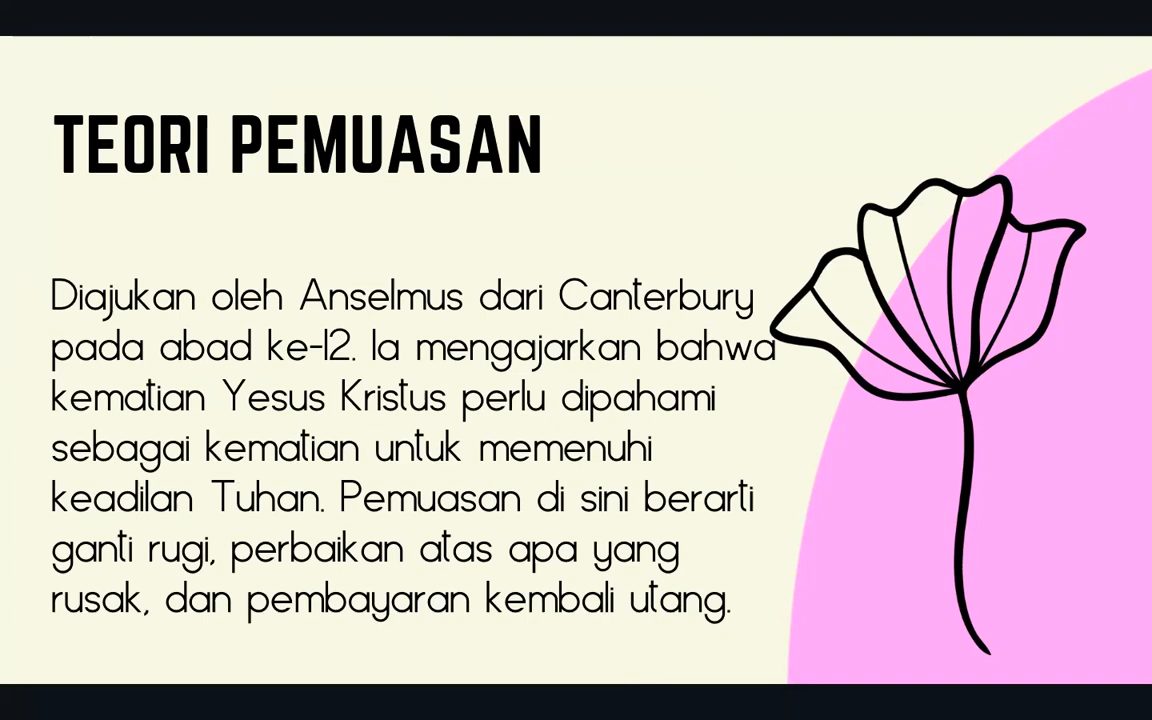 TEORI PEMUASAN
Diajukan oleh Anselmus dari Canterbury
pada abad ke-12. Ia mengajarkan bahwa
kematian Yesus Kristus perlu dipahami
sebagai kematian untuk memenuhi
keadilan Tuhan. Pemuasan di sini berarti
ganti rugi, perbaikan atas apa yang
rusak, dan pembayaran kembali utang.